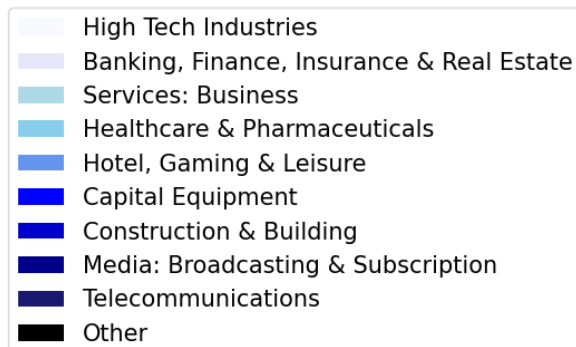 High Tech Industries
Banking, Finance, Insurance & Real Estate
Services: Business
Healthcare & Pharmaceuticals
Hotel, Gaming & Leisure
Capital Equipment
Construction & Building
Media: Broadcasting & Subscription
Telecommunications
Other